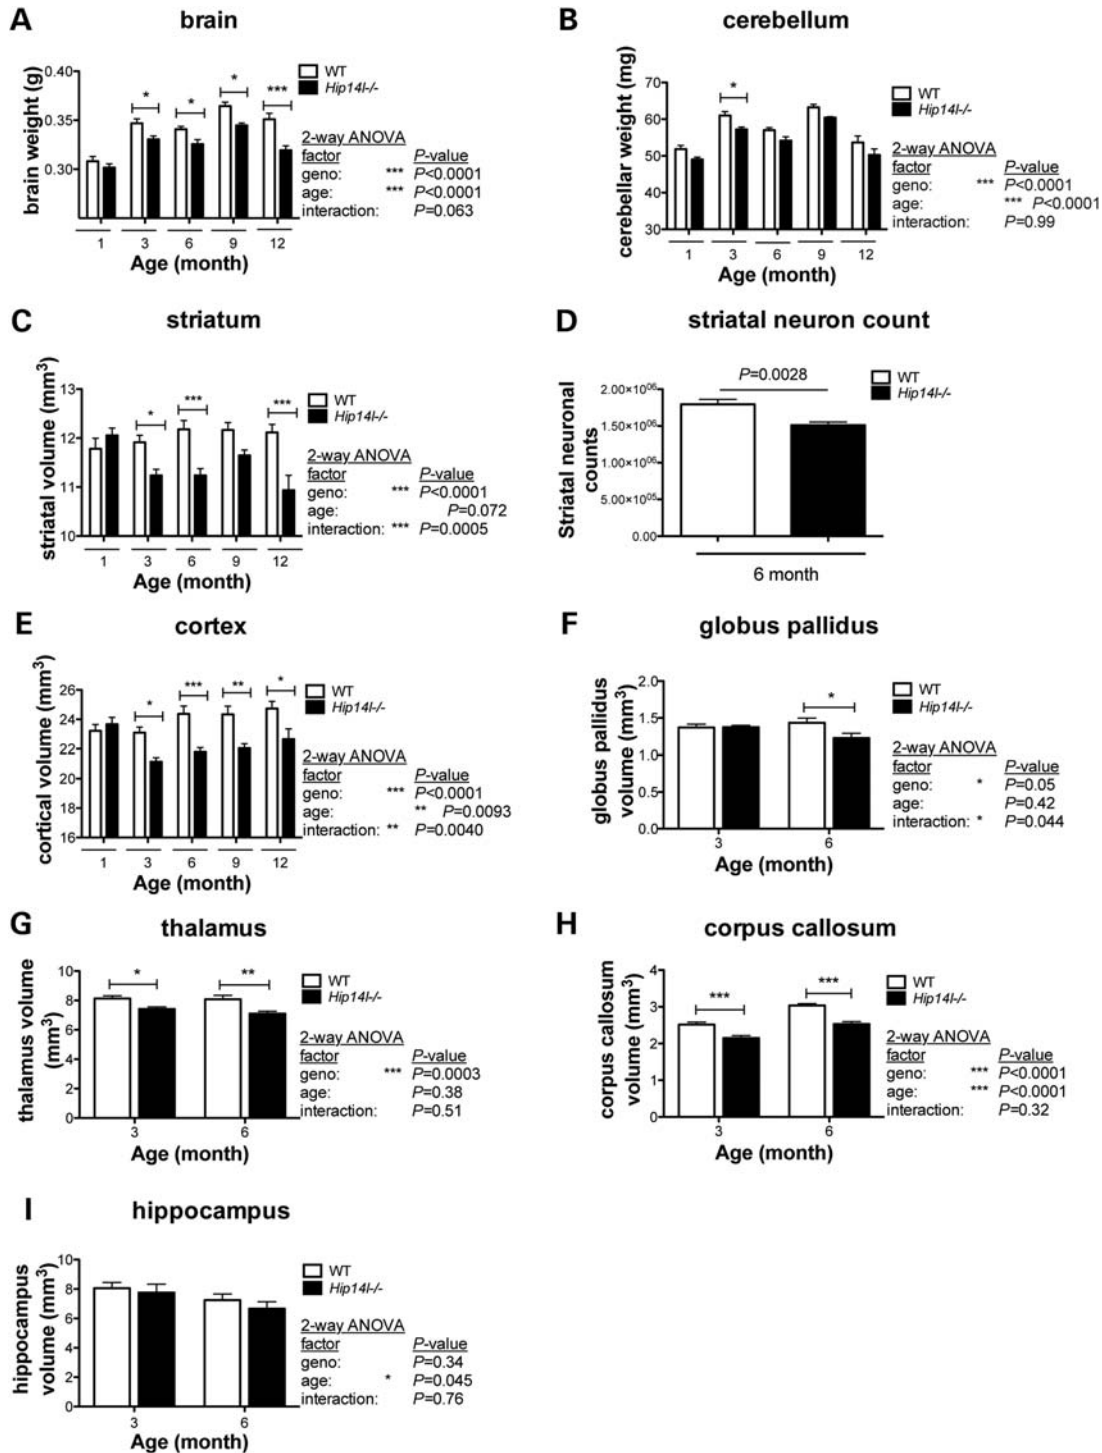 A brain
brain weight (g)
0.40
0.35
0.30
* * * ***
WT
Hip14l-/-
2-way ANOVA
factor P-value
geno: *** P<0.0001
age: *** P<0.0001
interaction: P=0.063
1 3 6 9 12
Age (month)
B cerebellum
cerebellar weight (mg)
70
60
50
40
30
*
WT
Hip14l-/-
2-way ANOVA
factor P-value
geno: *** P<0.0001
age: *** P<0.0001
interaction: P=0.99
1 3 6 9 12
Age (month)
C striatum
striatal volume (mm³)
13
12
11
10
* *** ***
WT
Hip14l-/-
2-way ANOVA
factor P-value
geno: *** P<0.0001
age: P=0.072
interaction: *** P=0.0005
1 3 6 9 12
Age (month)
D striatal neuron count
Striatal neuronal
counts
2.00×10⁰⁶
1.50×10⁰⁶
1.00×10⁰⁶
5.00×10⁰⁵
0.00
P=0.0028
WT
Hip14l-/-
6 month
E cortex
cortical volume (mm³)
26
24
22
20
18
16
* *** ** *
WT
Hip14l-/-
2-way ANOVA
factor P-value
geno: *** P<0.0001
age: ** P=0.0093
interaction: ** P=0.0040
1 3 6 9 12
Age (month)
F globus pallidus
globus pallidus
volume (mm³)
2.0
1.5
1.0
0.5
0.0
*
WT
Hip14l-/-
2-way ANOVA
factor P-value
geno: * P=0.05
age: P=0.42
interaction: * P=0.044
3 6
Age (month)
G thalamus
thalamus volume
(mm³)
10
8
6
4
2
0
* **
WT
Hip14l-/-
2-way ANOVA
factor P-value
geno: *** P=0.0003
age: P=0.38
interaction: P=0.51
3 6
Age (month)
H corpus callosum
corpus callosum
volume (mm³)
4
3
2
1
0
*** ***
WT
Hip14l-/-
2-way ANOVA
factor P-value
geno: *** P<0.0001
age: *** P<0.0001
interaction: P=0.32
3 6
Age (month)
I hippocampus
hippocampus
volume (mm³)
10
8
6
4
2
0
WT
Hip14l-/-
2-way ANOVA
factor P-value
geno: P=0.34
age: * P=0.045
interaction: P=0.76
3 6
Age (month)